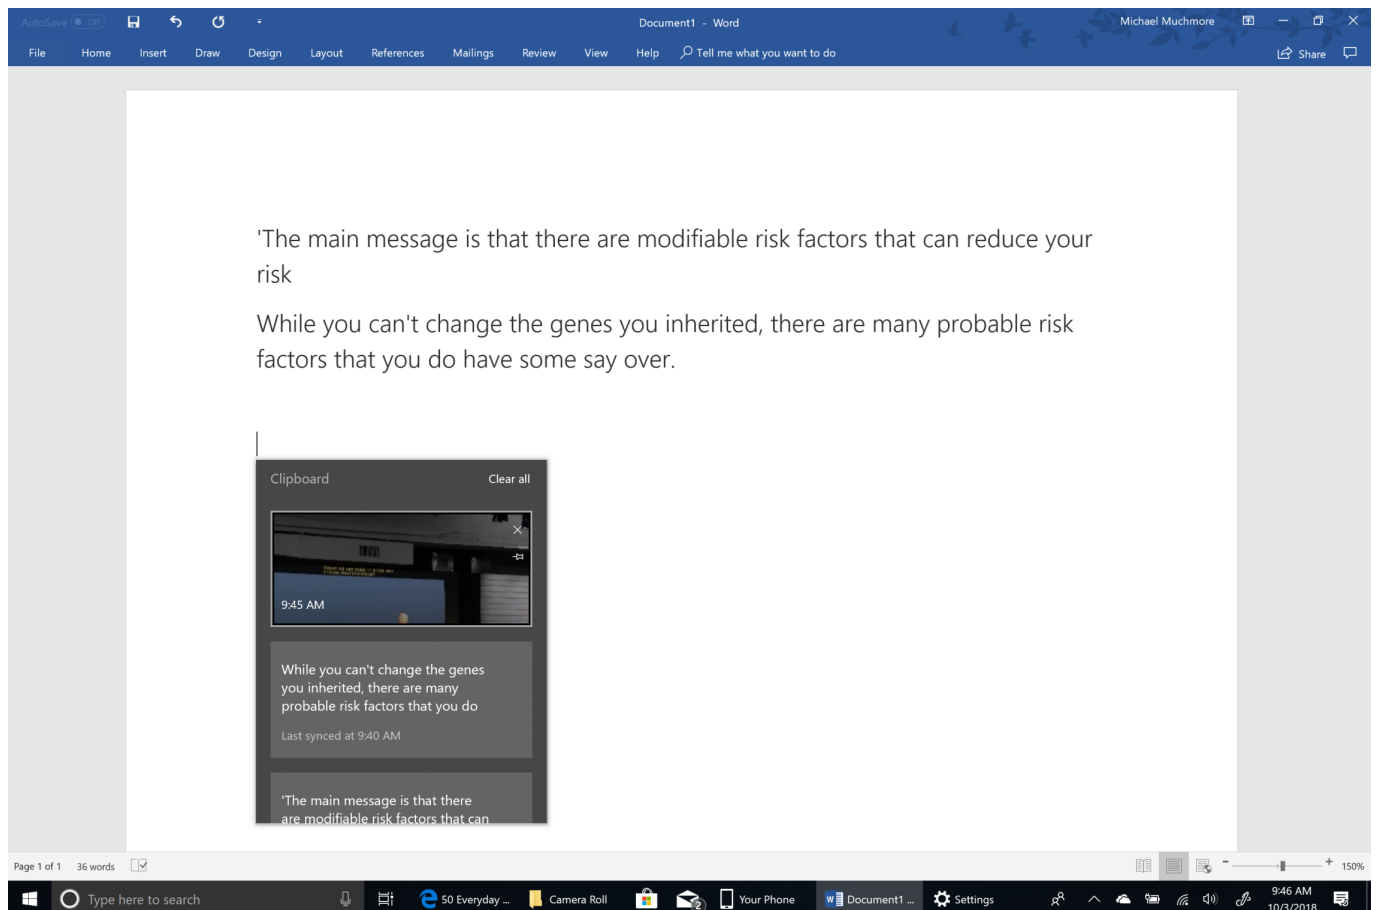 AutoSave Off
Document1 - Word
Michael Muchmore
File Home Insert Draw Design Layout References Mailings Review View Help Tell me what you want to do
Share
'The main message is that there are modifiable risk factors that can reduce your
risk
While you can't change the genes you inherited, there are many probable risk
factors that you do have some say over.
Clipboard Clear all
9:45 AM
While you can't change the genes
you inherited, there are many
probable risk factors that you do
Last synced at 9:40 AM
'The main message is that there
are modifiable risk factors that can
Page 1 of 1 36 words
150%
Type here to search
50 Everyday ...
Camera Roll
2
Your Phone
Document1 ...
Settings
9:46 AM
10/3/2018